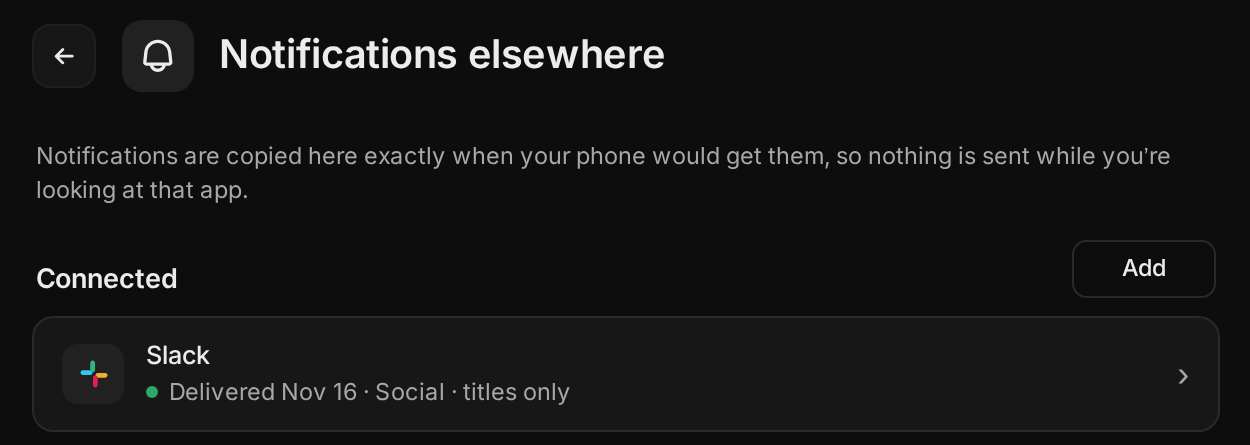 Notifications elsewhere
Notifications are copied here exactly when your phone would get them, so nothing is sent while you’re
looking at that app.
Connected
Add
Slack
Delivered Nov 16 · Social · titles only